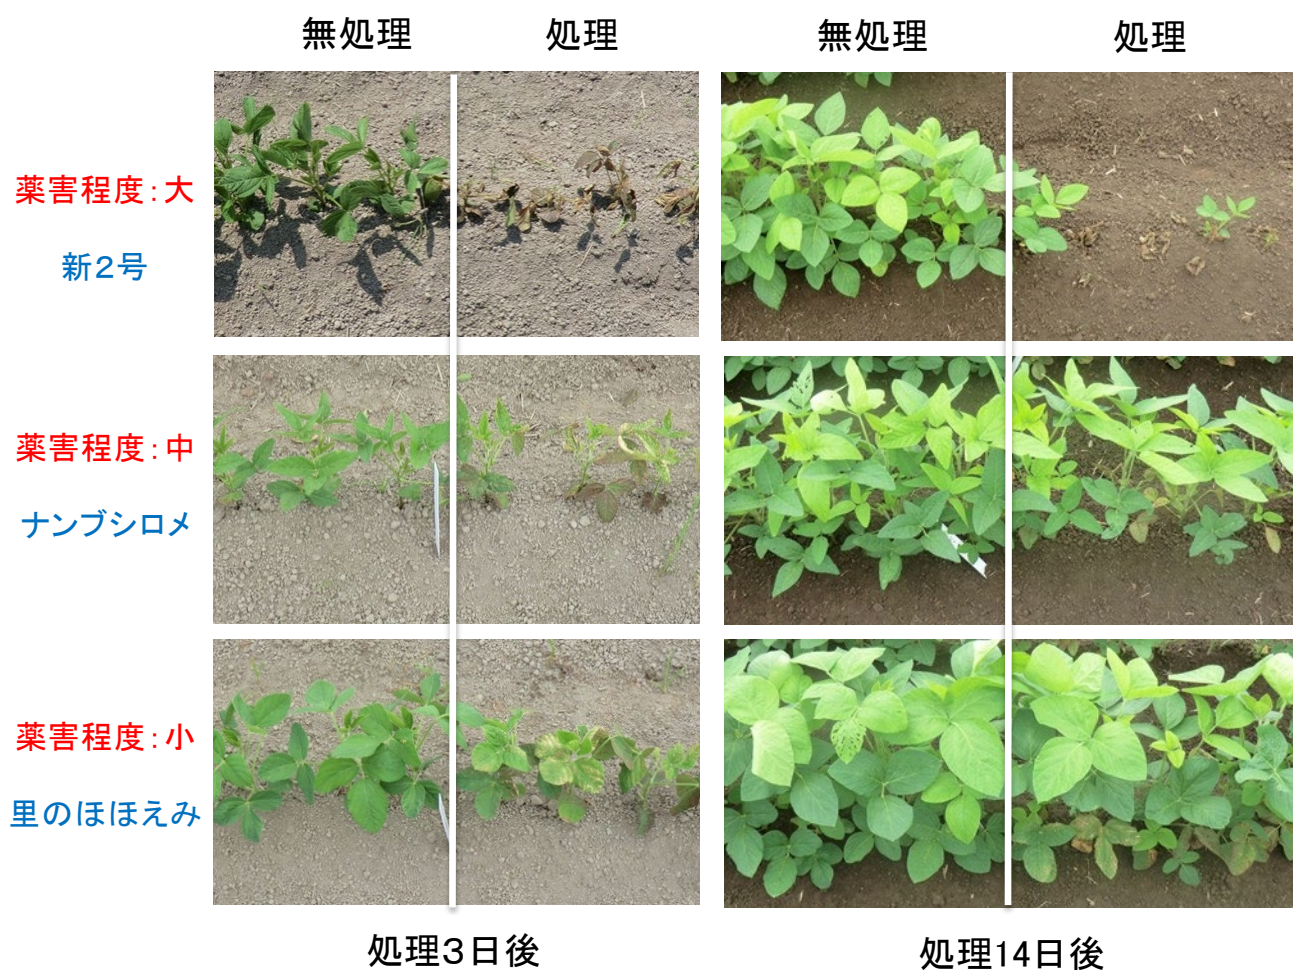 無処理
処理
無処理
処理
薬害程度：大
新２号
薬害程度：中
ナンブシロメ
薬害程度：小
里のほほえみ
処理３日後
処理14日後